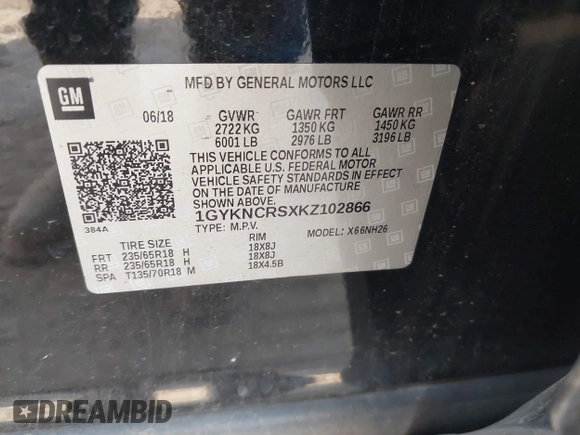 GM
MFD BY GENERAL MOTORS LLC
06/18 GVWR GAWR FRT GAWR RR
2722 KG 1350 KG 1450 KG
6001 LB 2976 LB 3196 LB
THIS VEHICLE CONFORMS TO ALL
APPLICABLE U.S. FEDERAL MOTOR
VEHICLE SAFETY STANDARDS IN EFFECT
ON THE DATE OF MANUFACTURE
SHOWN ABOVE.
1GYKNCRSXKZ102866
384A
TYPE: M.P.V. MODEL: X66NH26
TIRE SIZE RIM
FRT 235/65R18 H 18X8J
RR 235/65R18 H 18X8J
SPA T135/70R18 M 18X4.5B
DREAMBID